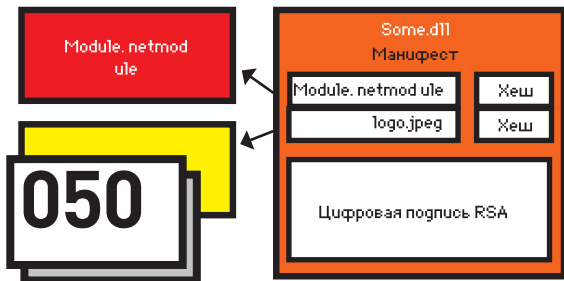 Module. netmod
ule
Some.dll
Манифест
Module. netmod ule
Хеш
logo.jpeg
Хеш
050
Цифровая подпись RSA